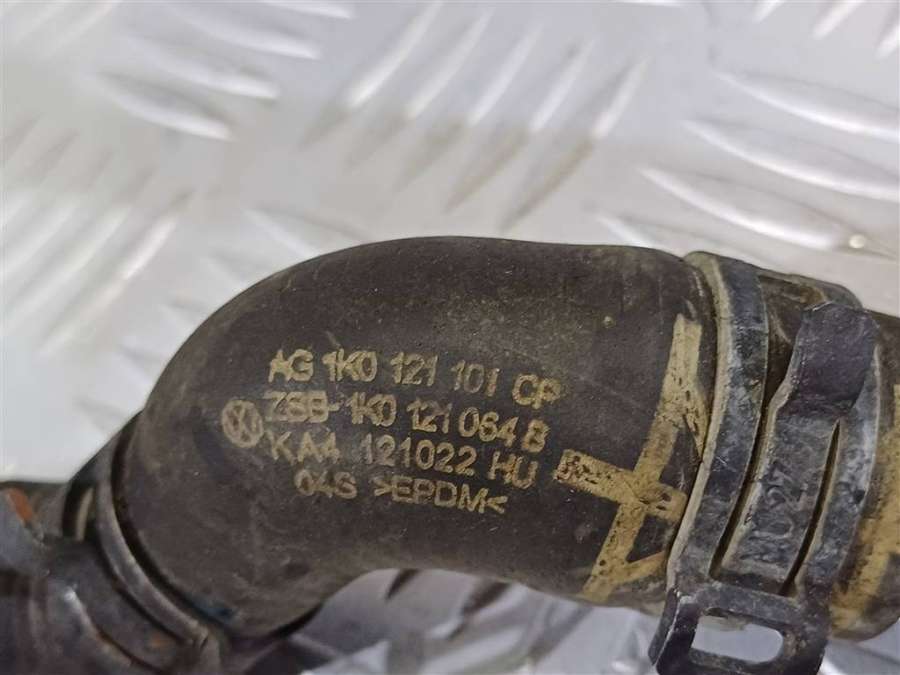 AG 1K0 121 101 CP
ZSB-1K0 121 064 B
KA4 121022 HU
04S >EPDM<